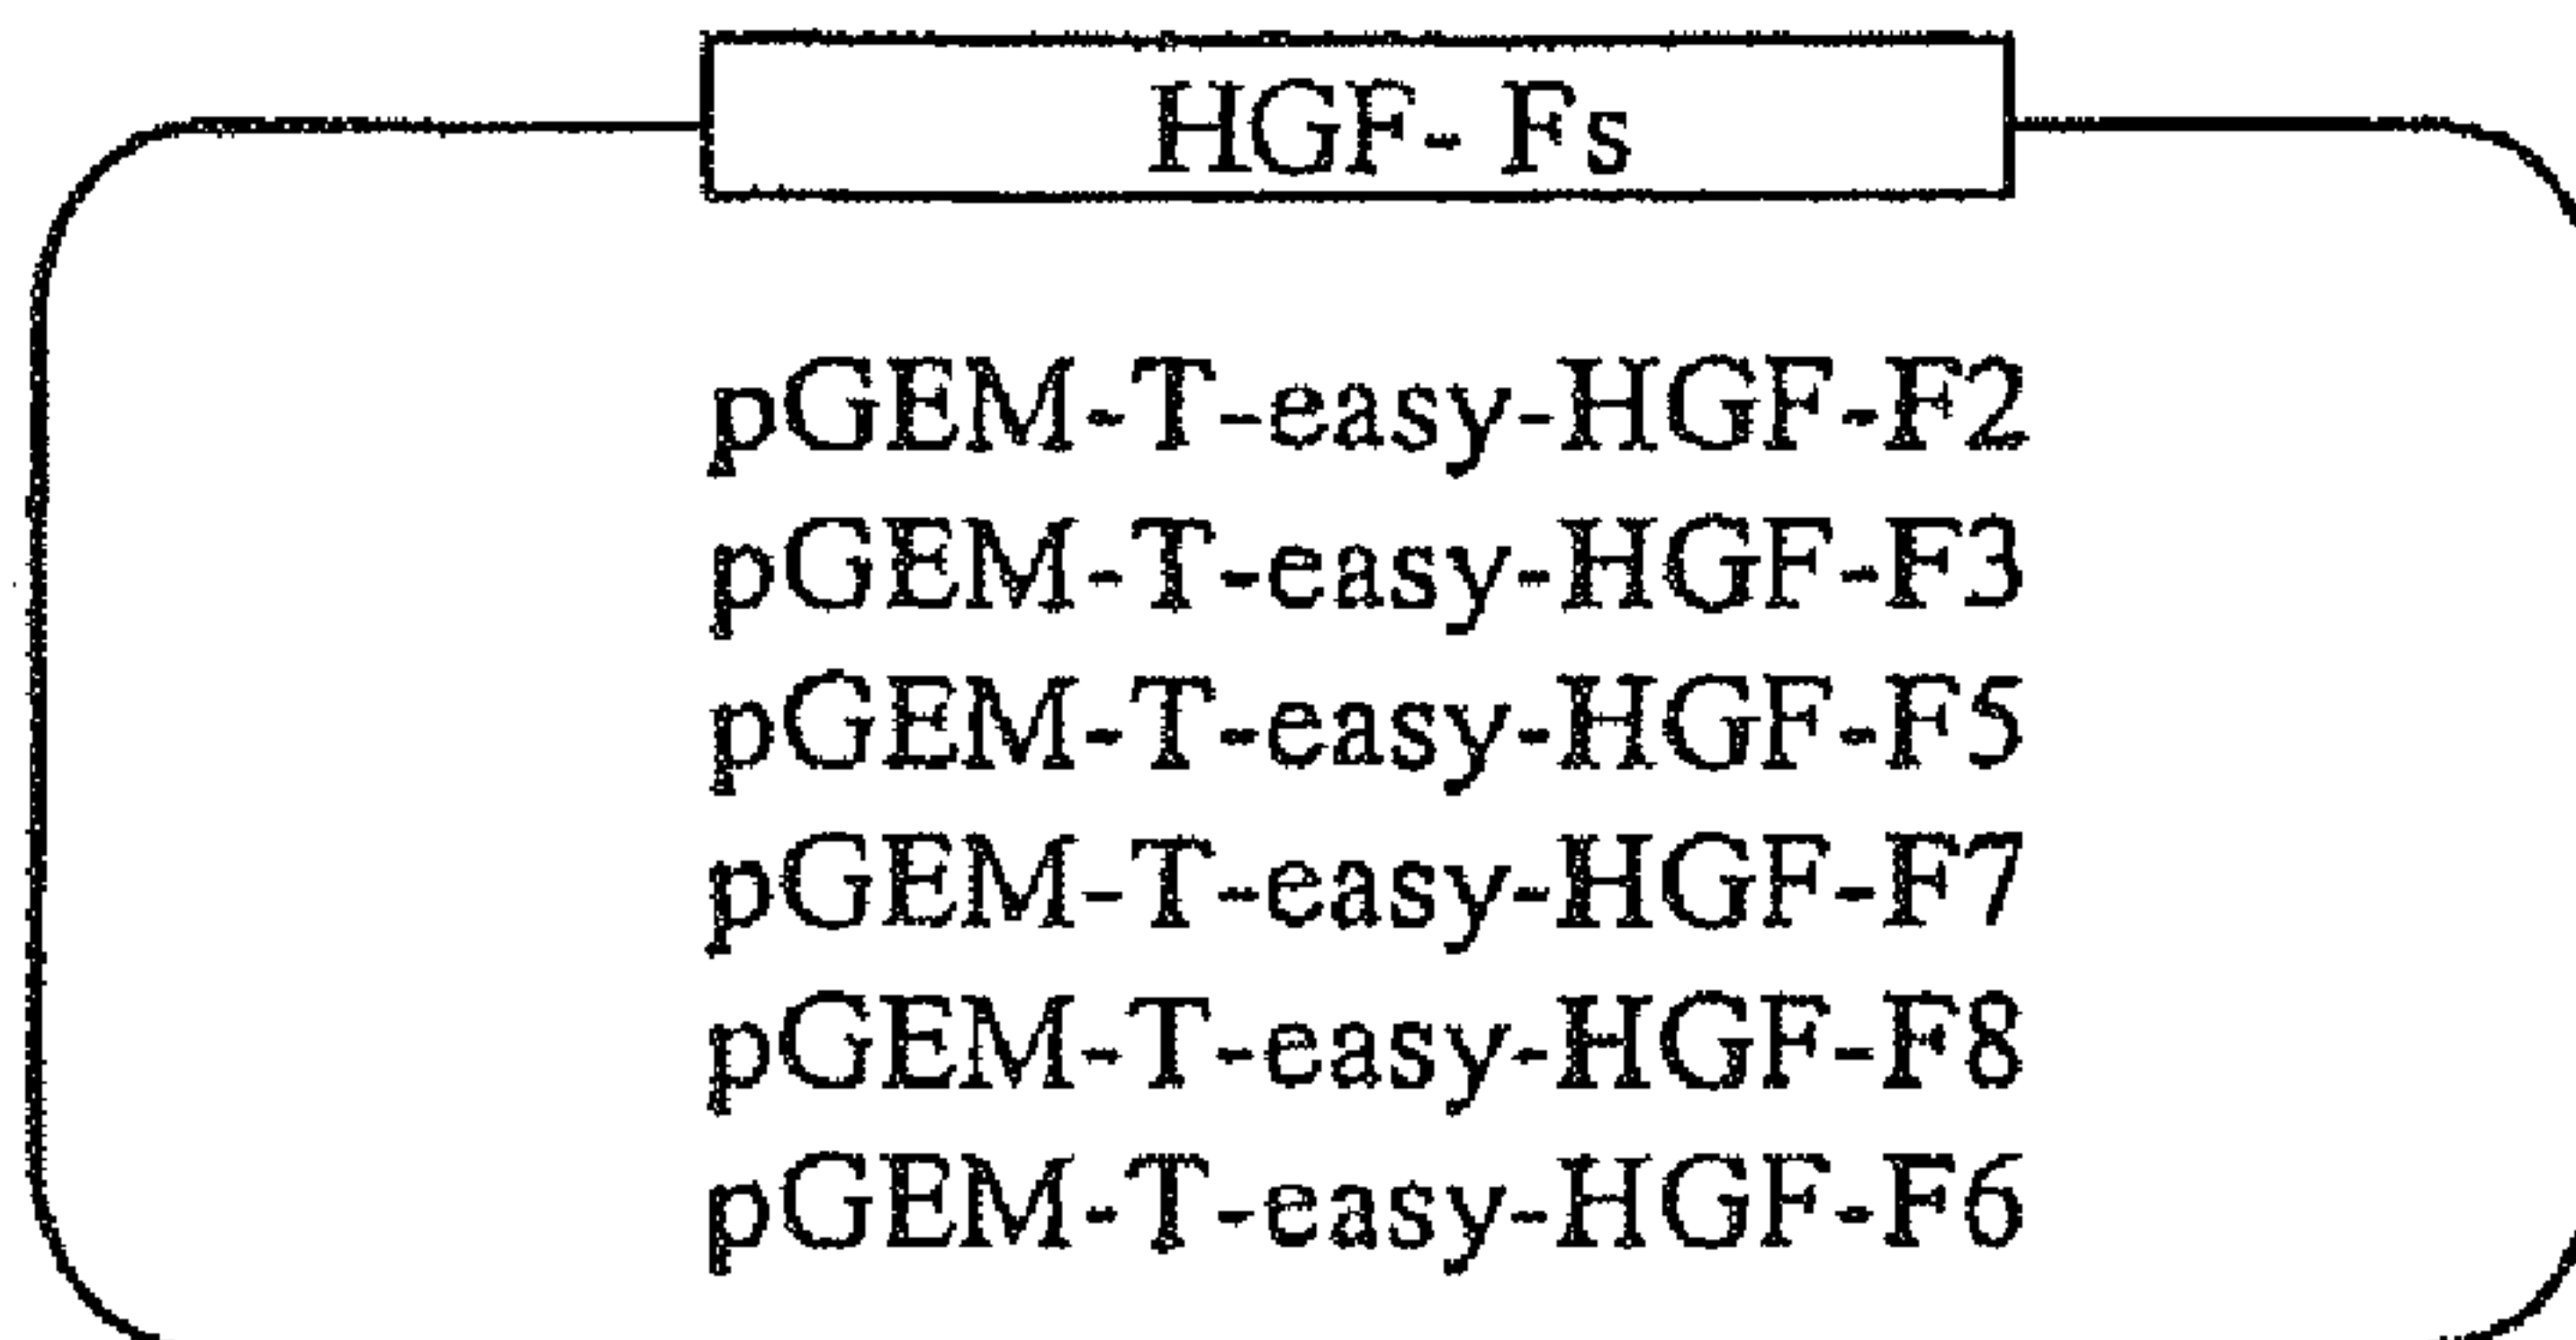 HGF- Fs
pGEM-T-easy-HGF-F2
pGEM-T-easy-HGF-F3
pGEM-T-easy-HGF-F5
pGEM-T-easy-HGF-F7
pGEM-T-easy-HGF-F8
pGEM-T-easy-HGF-F6